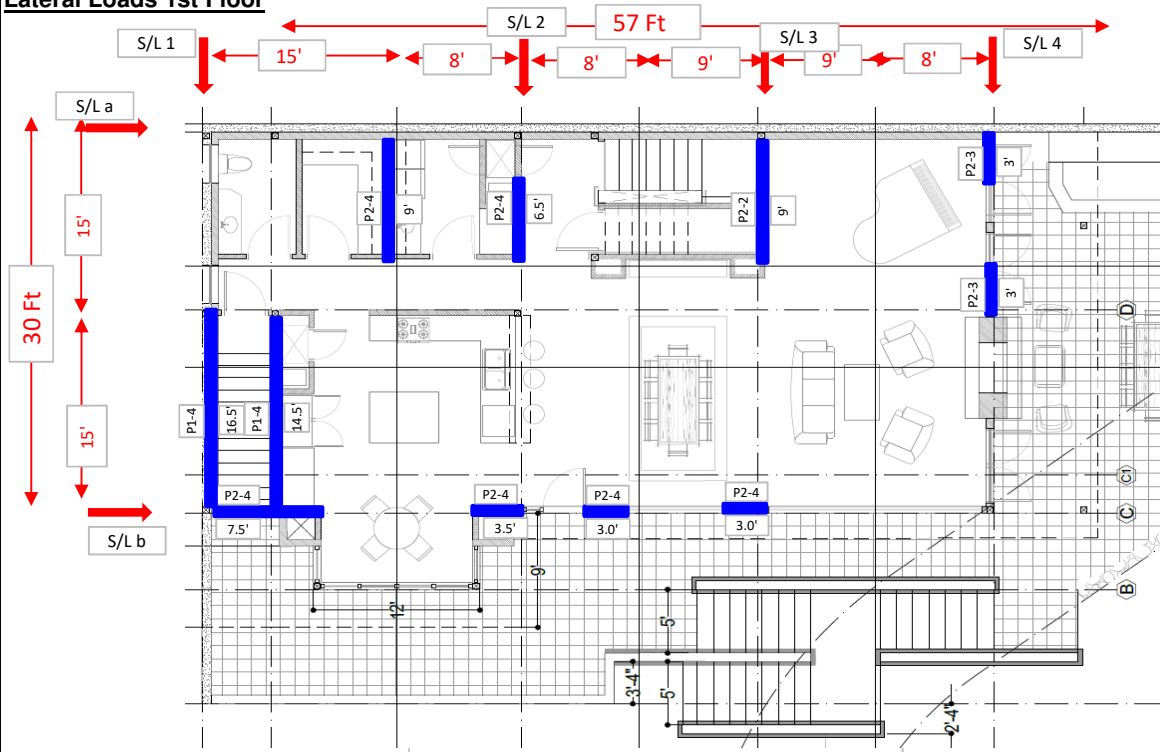 Lateral Loads 1st Floor
S/L 1
S/L 2
57 Ft
S/L 3
S/L 4
15'
8'
8'
9'
9'
8'
S/L a
30 Ft
15'
15'
S/L b
P2-4
9'
P2-4
6.5'
P2-2
9'
P2-3
3'
P2-3
3'
D
P1-4
16.5'
P1-4
14.5'
C1
P2-4
7.5'
P2-4
3.5'
P2-4
3.0'
P2-4
3.0'
C
9'
B
12'
5'
3'-4"
5'
2'-4"